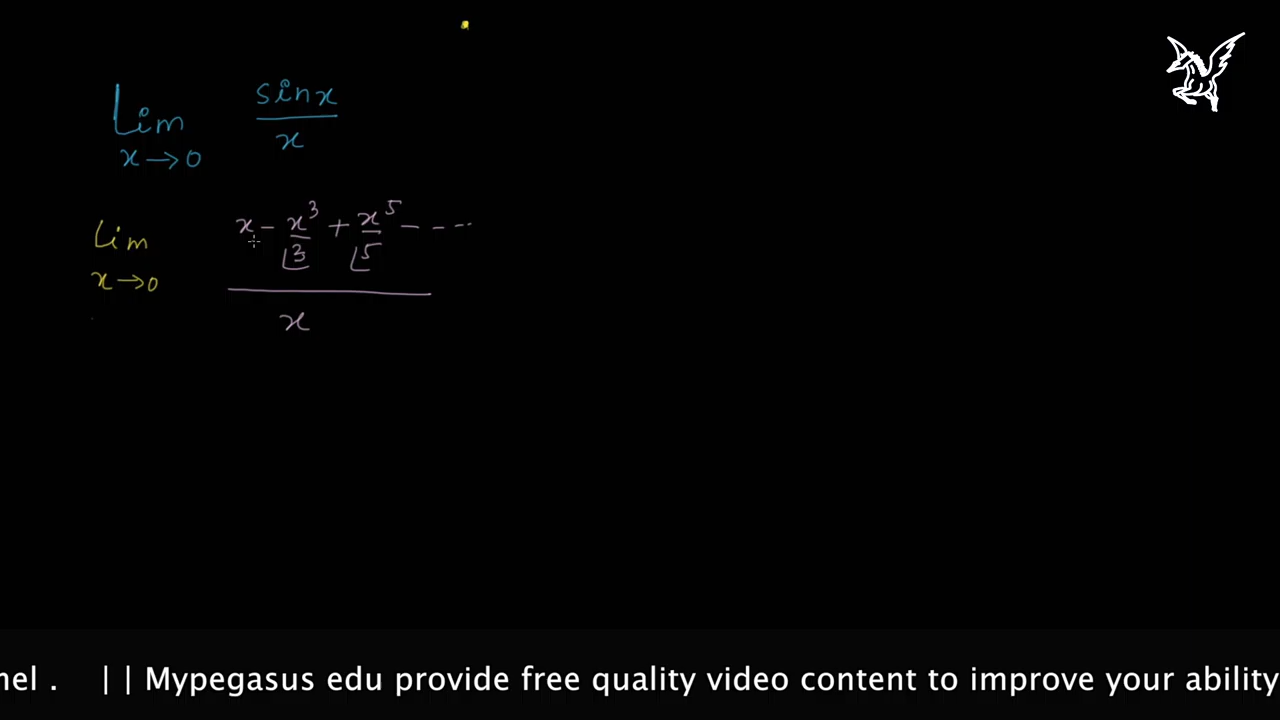 Lim sinx
x→0 x
Lim x - x³ + x⁵ - - ---
x→0 ⌊3 ⌊5
x
nel .    | | Mypegasus edu provide free quality video content to improve your ability